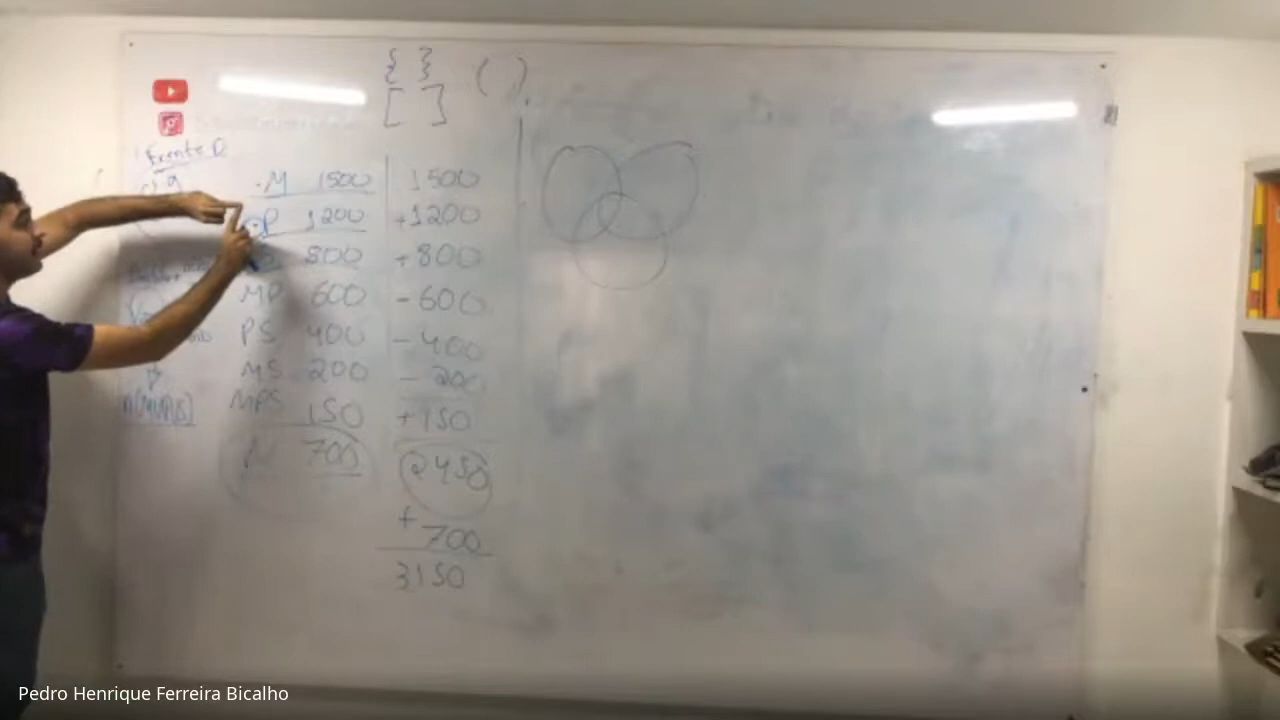 { }
( )
[ ]
Frente D
M 1500
P 1200
800
MP 600
PS 400
MS 200
MPS 150
N 700
1500
+1200
+800
-600
-400
-200
+150
2450
+
700
3150
Pedro Henrique Ferreira Bicalho